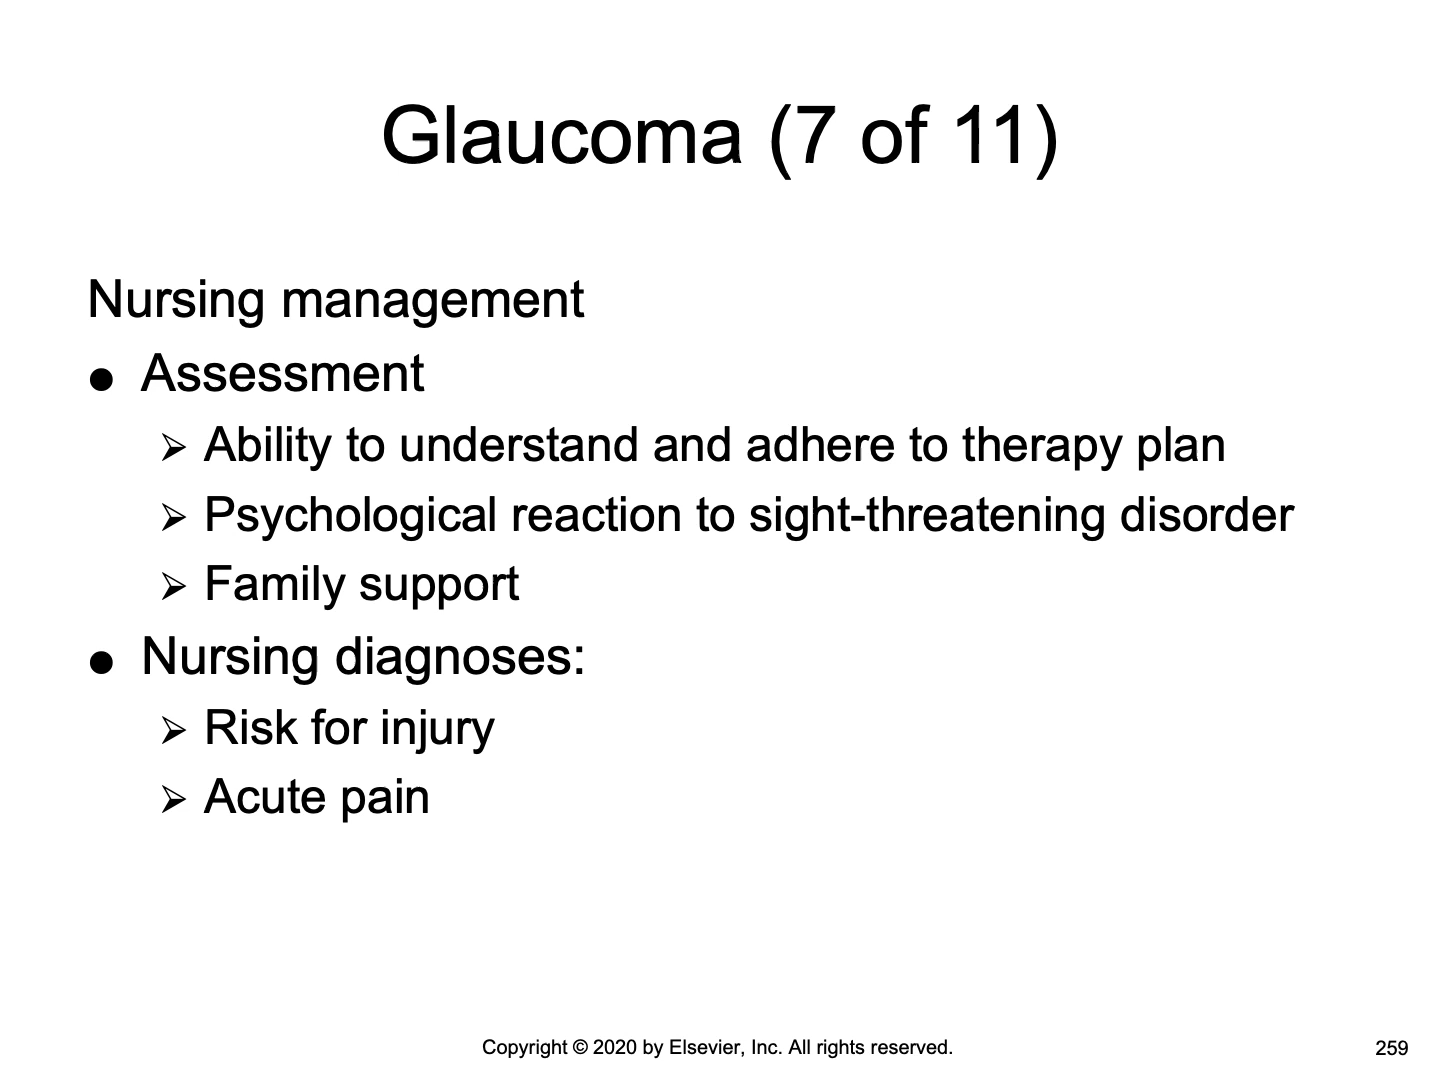 Glaucoma (7 of 11)
Nursing management
● Assessment
➢ Ability to understand and adhere to therapy plan
➢ Psychological reaction to sight-threatening disorder
➢ Family support
● Nursing diagnoses:
➢ Risk for injury
➢ Acute pain
Copyright © 2020 by Elsevier, Inc. All rights reserved.
259